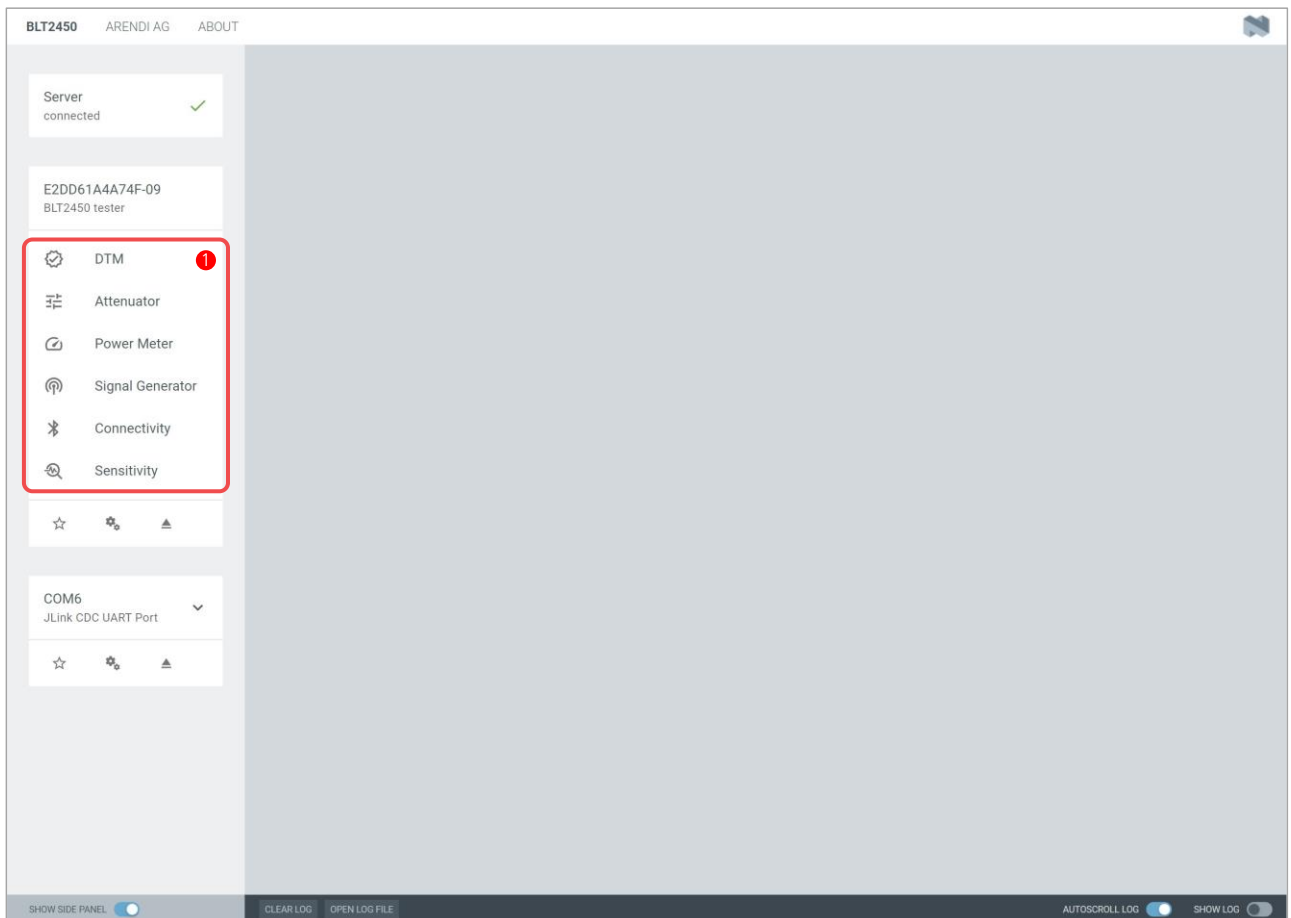 BLT2450 ARENDI AG ABOUT
Server
connected
E2DD61A4A74F-09
BLT2450 tester
DTM
1
Attenuator
Power Meter
Signal Generator
Connectivity
Sensitivity
COM6
JLink CDC UART Port
SHOW SIDE PANEL
CLEAR LOG OPEN LOG FILE
AUTOSCROLL LOG
SHOW LOG